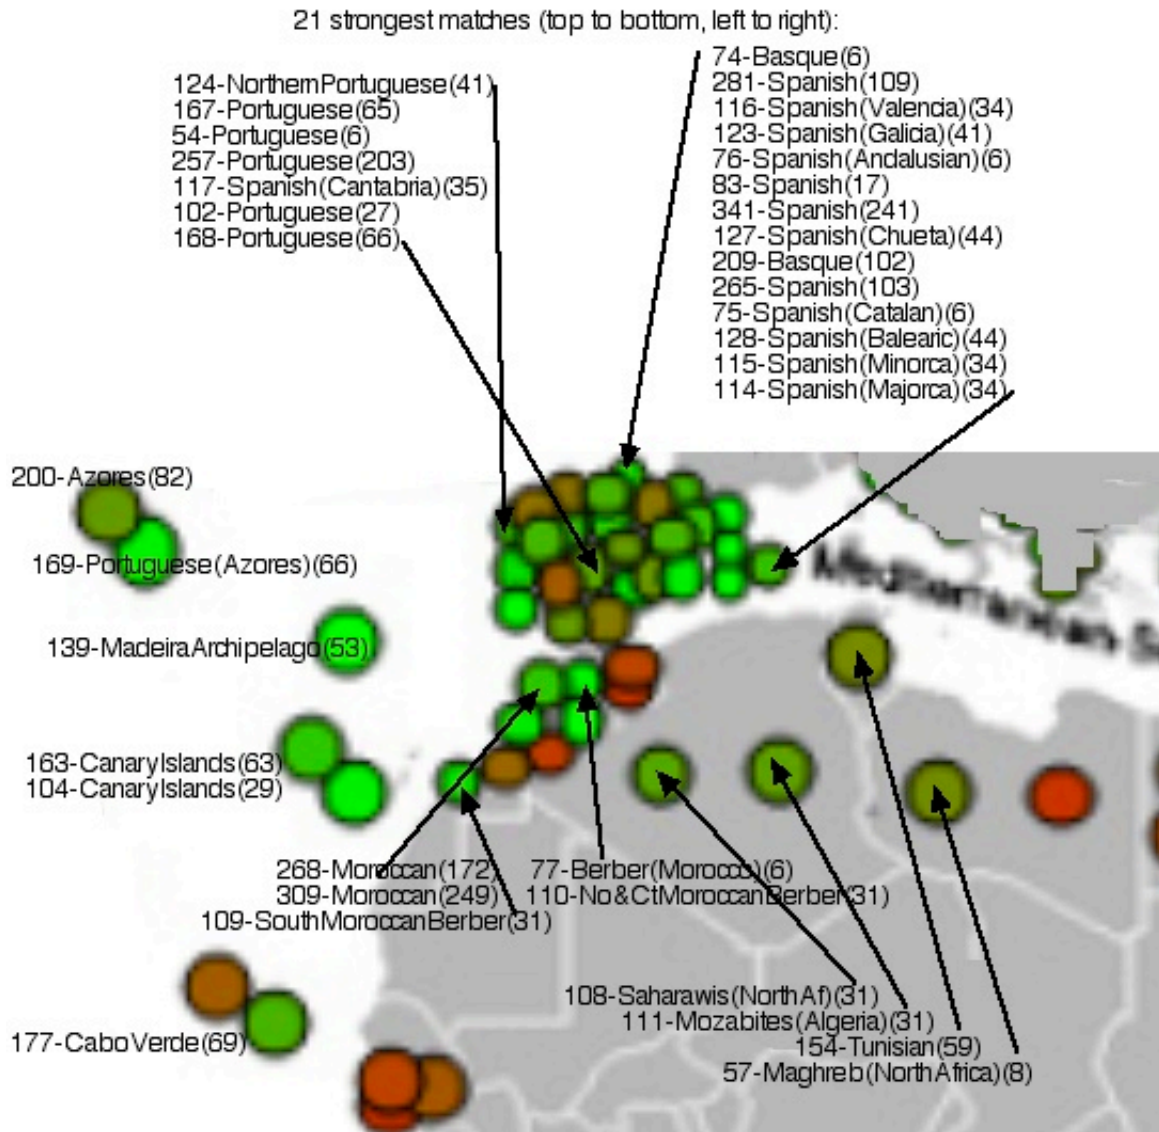 21 strongest matches (top to bottom, left to right):
124-NorthernPortuguese(41)
167-Portuguese(65)
54-Portuguese(6)
257-Portuguese(203)
117-Spanish(Cantabria)(35)
102-Portuguese(27)
168-Portuguese(66)
74-Basque(6)
281-Spanish(109)
116-Spanish(Valencia)(34)
123-Spanish(Galicia)(41)
76-Spanish(Andalusian)(6)
83-Spanish(17)
341-Spanish(241)
127-Spanish(Chueta)(44)
209-Basque(102)
265-Spanish(103)
75-Spanish(Catalan)(6)
128-Spanish(Balearic)(44)
115-Spanish(Minorca)(34)
114-Spanish(Majorca)(34)
200-Azores(82)
169-Portuguese(Azores)(66)
Mediterranean S
139-MadeiraArchipelago(53)
163-CanaryIslands(63)
104-CanaryIslands(29)
268-Moroccan(172)
309-Moroccan(249)
109-SouthMoroccanBerber(31)
77-Berber(Morocco)(6)
110-No&CtMoroccanBerber(31)
108-Saharawis(NorthAf)(31)
111-Mozabites(Algeria)(31)
154-Tunisian(59)
57-Maghreb(NorthAfrica)(8)
177-CaboVerde(69)